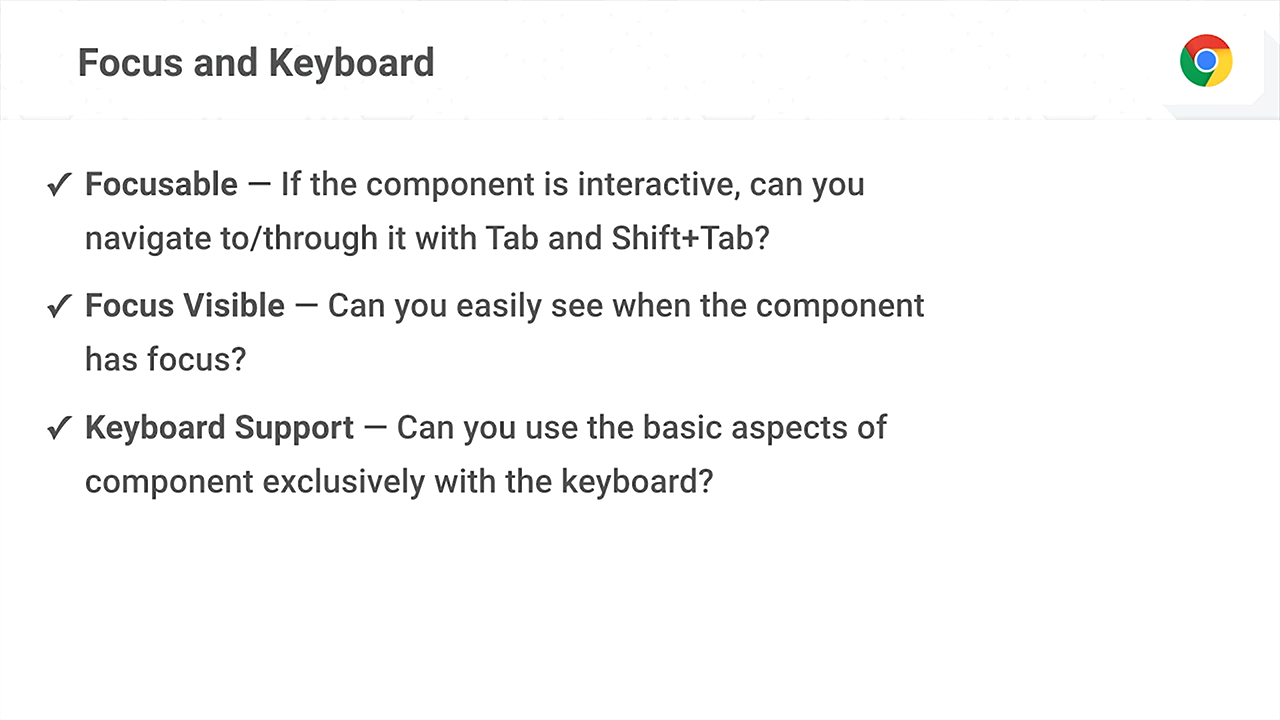 Focus and Keyboard
✓ Focusable — If the component is interactive, can you
navigate to/through it with Tab and Shift+Tab?
✓ Focus Visible — Can you easily see when the component
has focus?
✓ Keyboard Support — Can you use the basic aspects of
component exclusively with the keyboard?